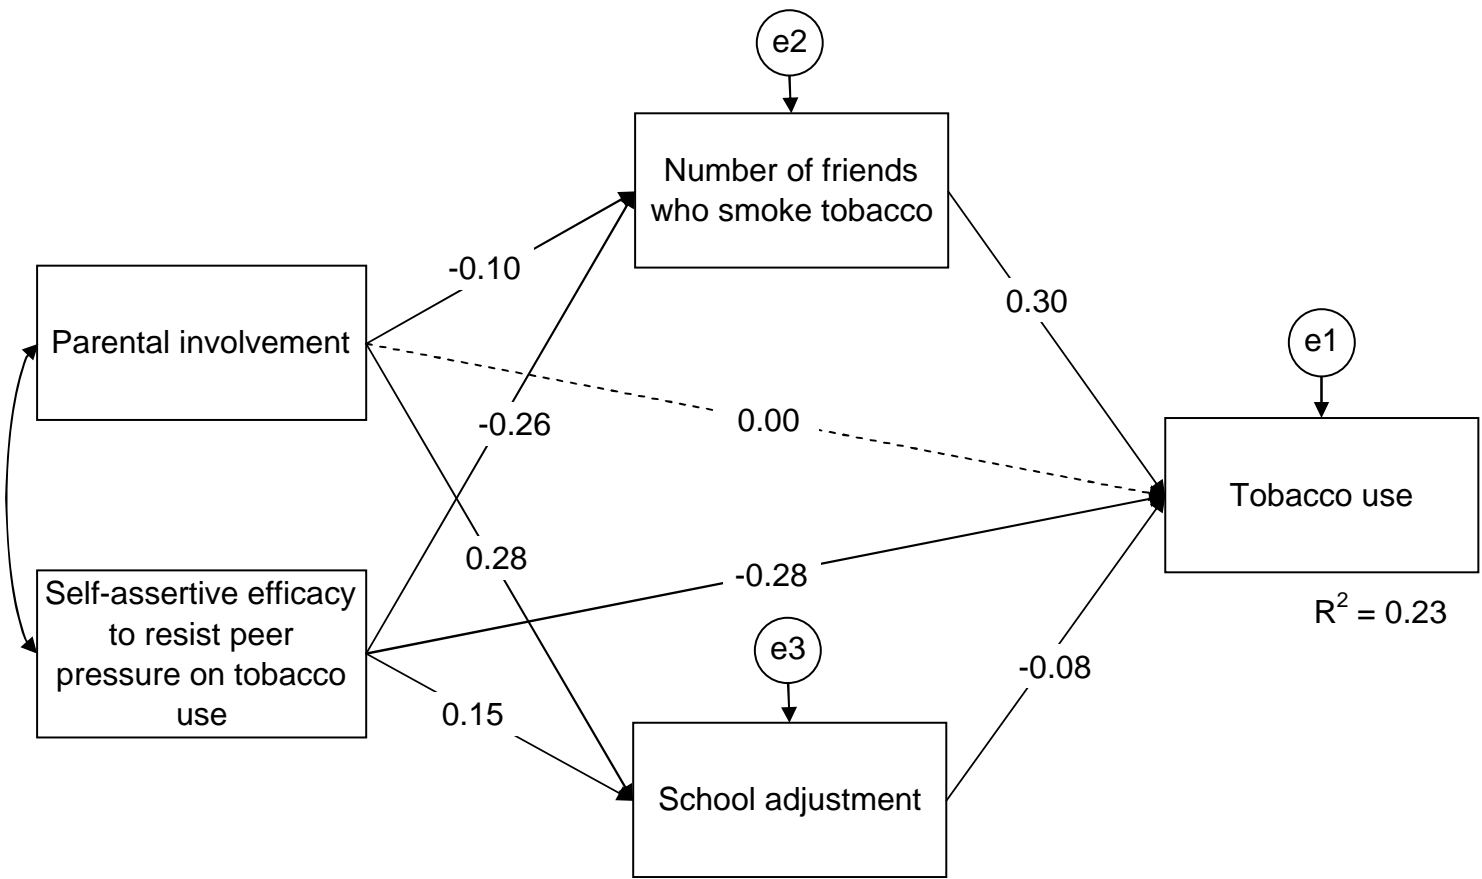 e2
Number of friends
who smoke tobacco
-0.10
Parental involvement
0.30
e1
-0.26
0.00
Tobacco use
0.28
-0.28
Self-assertive efficacy
to resist peer
pressure on tobacco
use
R² = 0.23
e3
-0.08
0.15
School adjustment